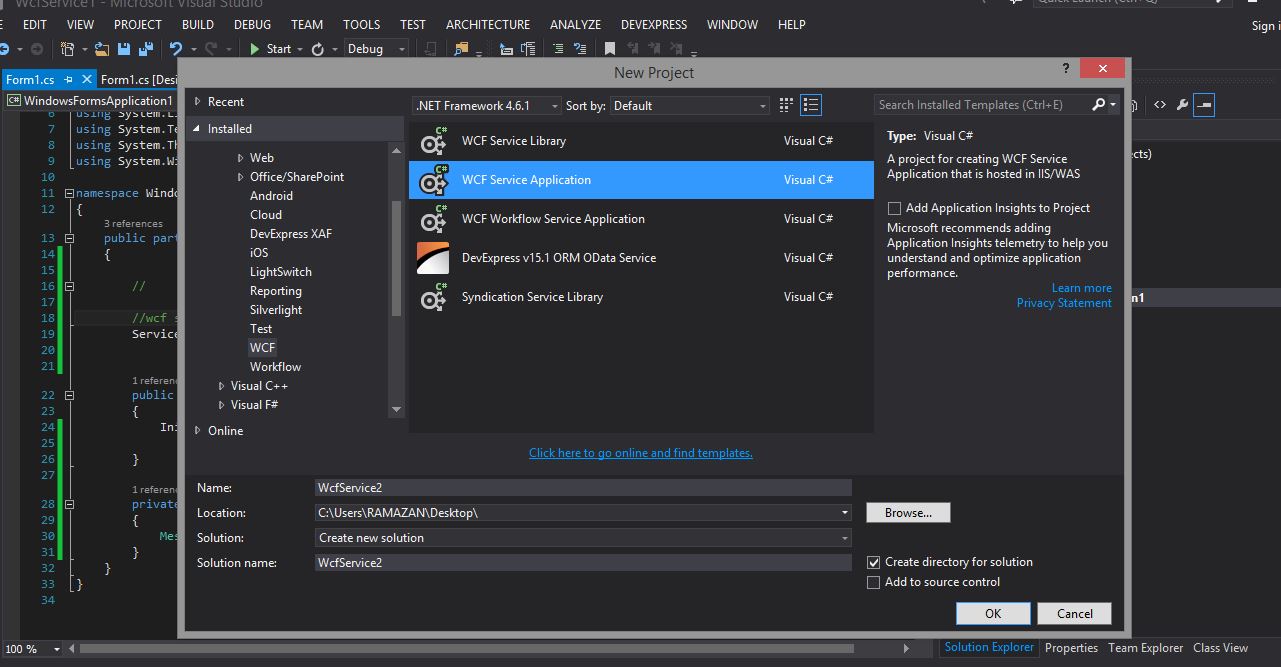 WcfService1 - Microsoft Visual Studio
Quick Launch (Ctrl+Q)
EDIT VIEW PROJECT BUILD DEBUG TEAM TOOLS TEST ARCHITECTURE ANALYZE DEVEXPRESS WINDOW HELP
Sign i
Start Debug
Form1.cs Form1.cs [Desi
C# WindowsFormsApplication1
New Project
? ×
Recent
Installed
Web
Office/SharePoint
Android
Cloud
DevExpress XAF
iOS
LightSwitch
Reporting
Silverlight
Test
WCF
Workflow
Visual C++
Visual F#
Online
.NET Framework 4.6.1 Sort by: Default
Search Installed Templates (Ctrl+E)
WCF Service Library Visual C#
WCF Service Application Visual C#
WCF Workflow Service Application Visual C#
DevExpress v15.1 ORM OData Service Visual C#
Syndication Service Library Visual C#
Click here to go online and find templates.
Type: Visual C#
A project for creating WCF Service
Application that is hosted in IIS/WAS
Add Application Insights to Project
Microsoft recommends adding
Application Insights telemetry to help you
understand and optimize application
performance.
Learn more
Privacy Statement
Name: WcfService2
Location: C:\Users\RAMAZAN\Desktop\
Browse...
Solution: Create new solution
Solution name: WcfService2
Create directory for solution
Add to source control
OK Cancel
6 using System.L
7 using System.Te
8 using System.Th
9 using System.Wi
10
11 namespace Windo
12 {
3 references
13 public part
14 {
15
16 //
17
18 //wcf s
19 Service
20
21
1 referenc
22 public
23 {
24 Ini
25
26 }
27
1 referenc
28 private
29 {
30 Mes
31 }
32 }
33 }
34
ects)
m1
100 %
Solution Explorer Properties Team Explorer Class View